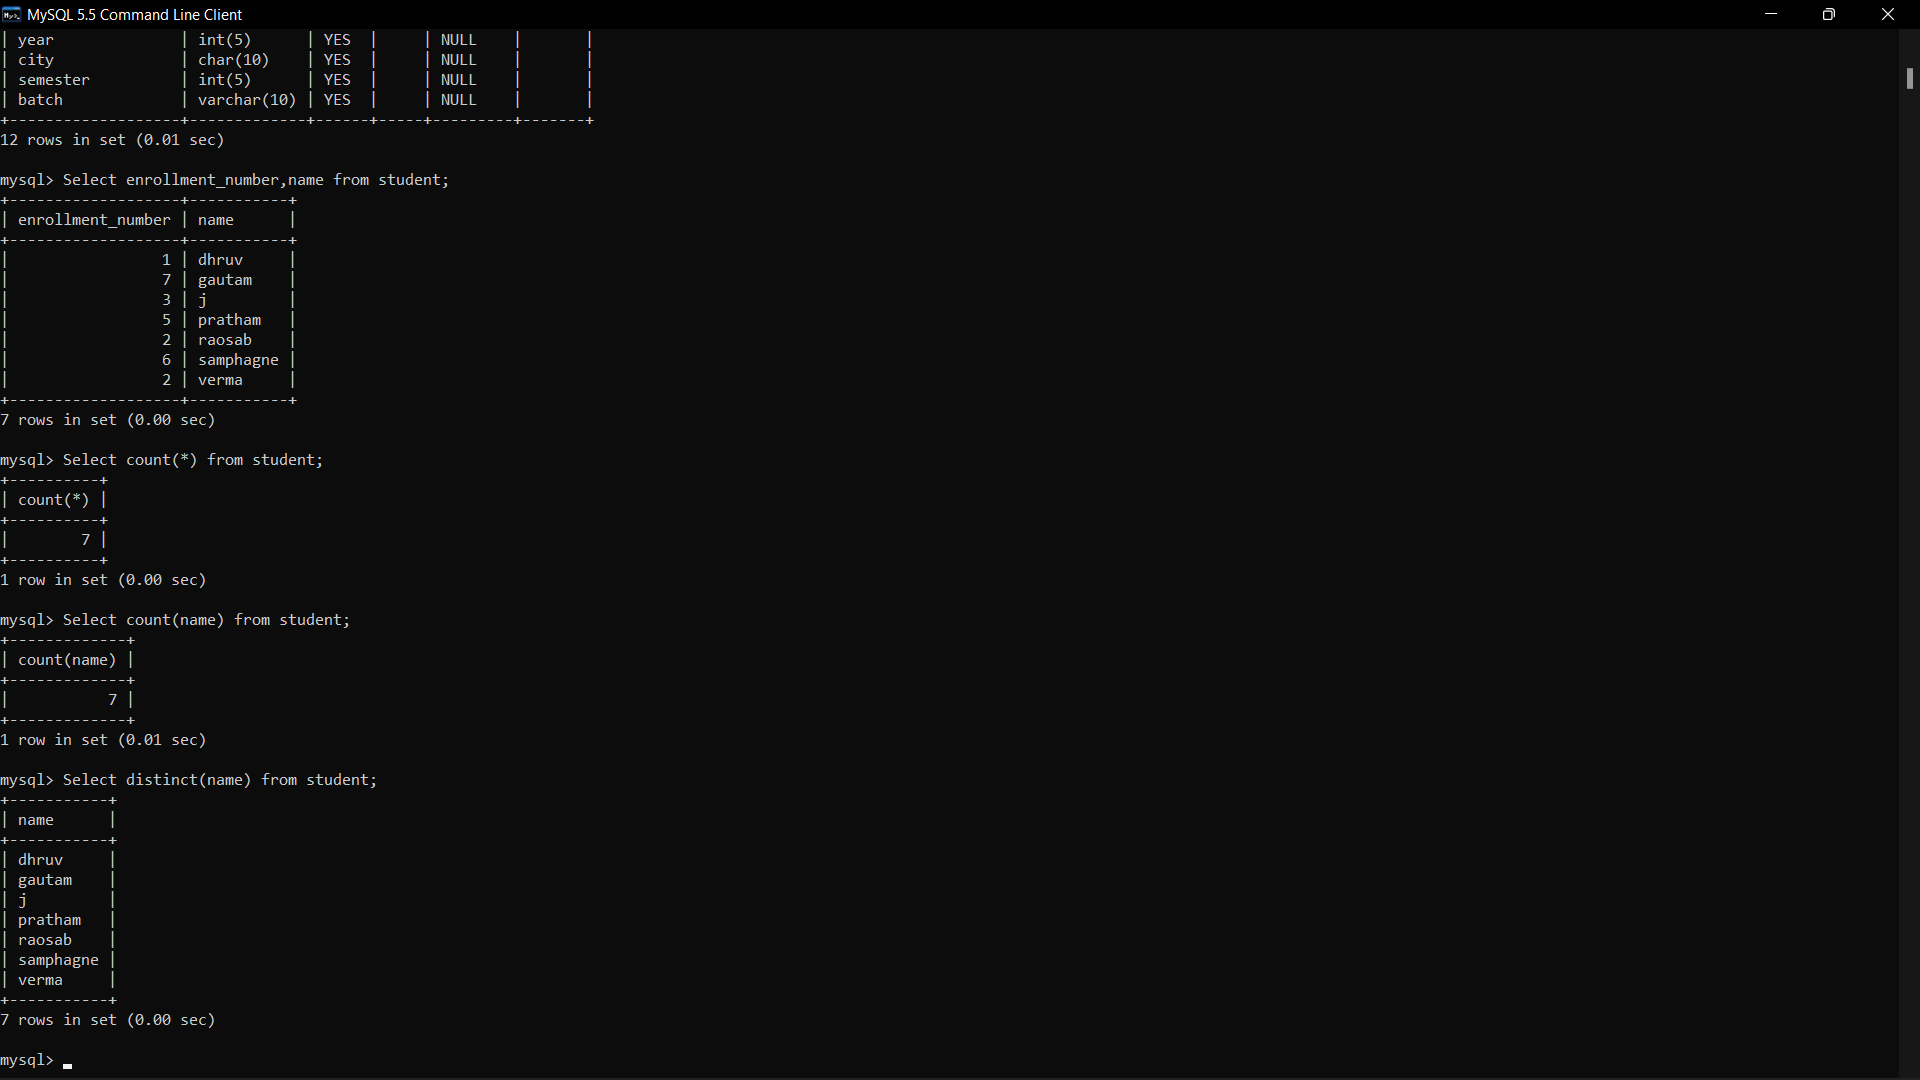 MySQL 5.5 Command Line Client
| year              | int(5)      | YES  |     | NULL    |       |
| city              | char(10)    | YES  |     | NULL    |       |
| semester          | int(5)      | YES  |     | NULL    |       |
| batch             | varchar(10) | YES  |     | NULL    |       |
+-------------------+-------------+------+-----+---------+-------+
12 rows in set (0.01 sec)
mysql> Select enrollment_number,name from student;
+-------------------+-----------+
| enrollment_number | name      |
+-------------------+-----------+
|                 1 | dhruv     |
|                 7 | gautam    |
|                 3 | j         |
|                 5 | pratham   |
|                 2 | raosab    |
|                 6 | samphagne |
|                 2 | verma     |
+-------------------+-----------+
7 rows in set (0.00 sec)
mysql> Select count(*) from student;
+----------+
| count(*) |
+----------+
|        7 |
+----------+
1 row in set (0.00 sec)
mysql> Select count(name) from student;
+-------------+
| count(name) |
+-------------+
|           7 |
+-------------+
1 row in set (0.01 sec)
mysql> Select distinct(name) from student;
+-----------+
| name      |
+-----------+
| dhruv     |
| gautam    |
| j         |
| pratham   |
| raosab    |
| samphagne |
| verma     |
+-----------+
7 rows in set (0.00 sec)
mysql>